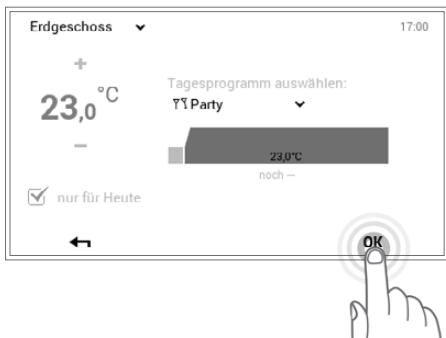 Erdgeschoss
17:00
+
23,0 °C
−
Tagesprogramm auswählen:
Party
23,0°C
noch --
nur für Heute
OK